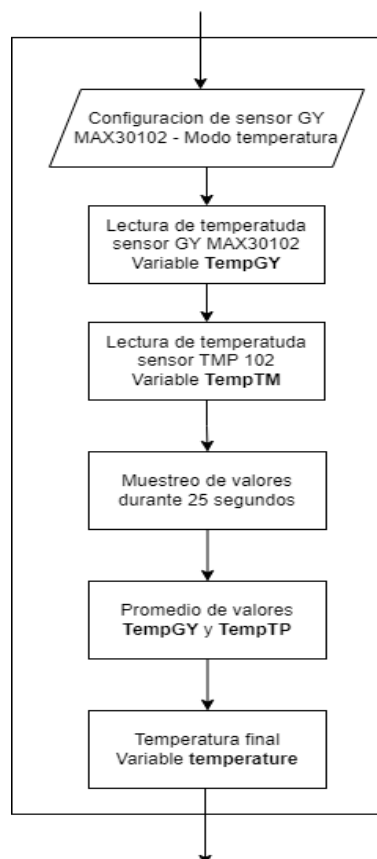 Configuracion de sensor GY
MAX30102 - Modo temperatura
Lectura de temperatuda
sensor GY MAX30102
Variable TempGY
Lectura de temperatuda
sensor TMP 102
Variable TempTM
Muestreo de valores
durante 25 segundos
Promedio de valores
TempGY y TempTP
Temperatura final
Variable temperature